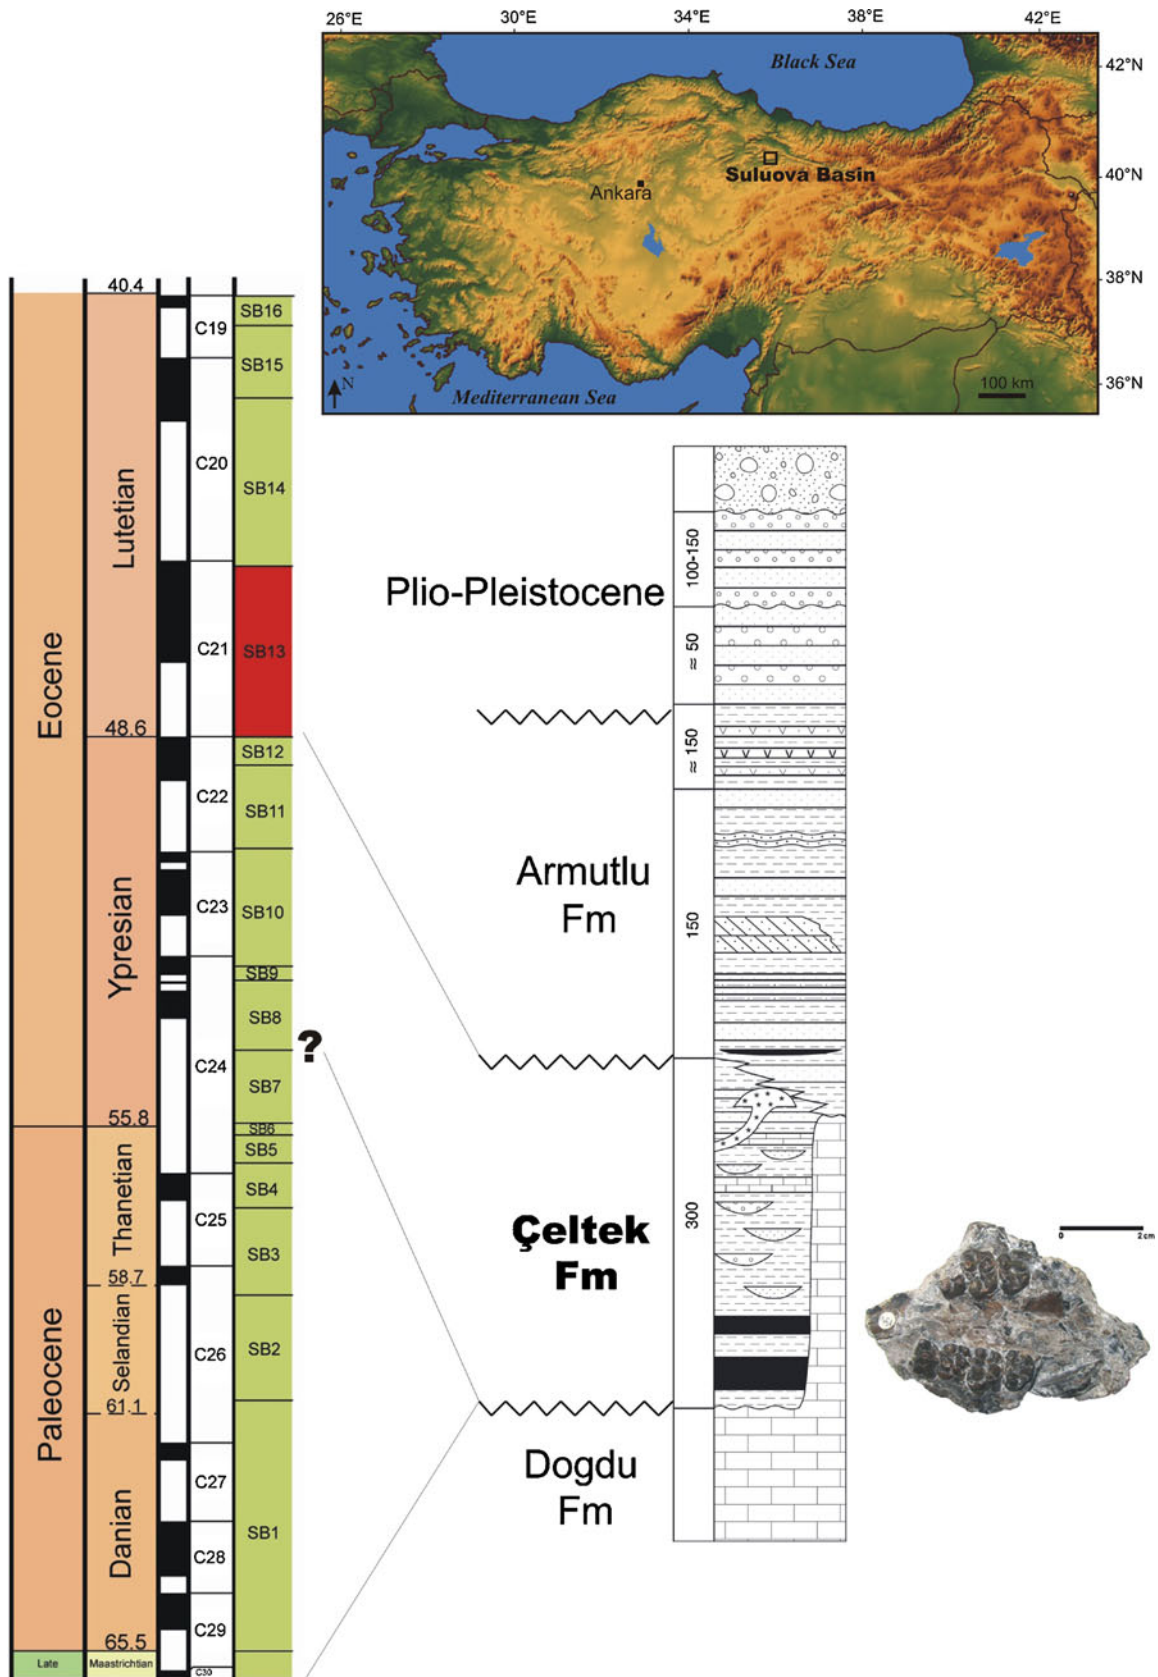 26°E 30°E 34°E 38°E 42°E
Black Sea
42°N
Suluova Basin
40°N
Ankara
38°N
100 km
36°N
N
Mediterranean Sea
40.4
C19
SB16
SB15
C20
SB14
Lutetian
C21
SB13
Eocene
48.6
SB12
C22
SB11
Ypresian
C23
SB10
SB9
SB8
?
C24
SB7
55.8
SB6
SB5
Thanetian
SB4
C25
SB3
58.7
Selandian
C26
SB2
Paleocene
61.1
C27
Danian
SB1
C28
C29
65.5
Late
Maastrichtian
C30
Plio-Pleistocene
100-150
≈ 50
≈ 150
Armutlu
Fm
150
Çeltek
Fm
300
Dogdu
Fm
0 2 cm